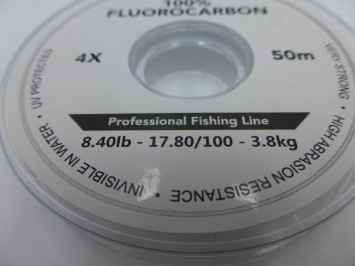 100%
FLUOROCARBON
4X
50m
Professional Fishing Line
8.40lb - 17.80/100 - 3.8kg
• UV PROTECTED
• INVISIBLE IN WATER
• HIGH ABRASION RESISTANCE
STRONG